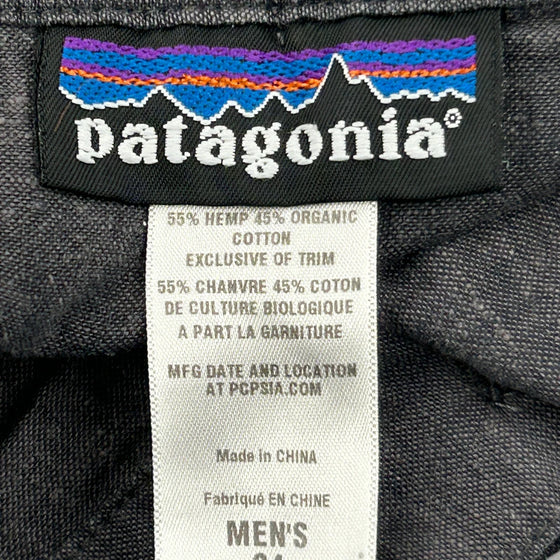 patagonia®
55% HEMP 45% ORGANIC
COTTON
EXCLUSIVE OF TRIM
55% CHANVRE 45% COTON
DE CULTURE BIOLOGIQUE
A PART LA GARNITURE
MFG DATE AND LOCATION
AT PCPSIA.COM
Made in CHINA
Fabriqué EN CHINE
MEN'S